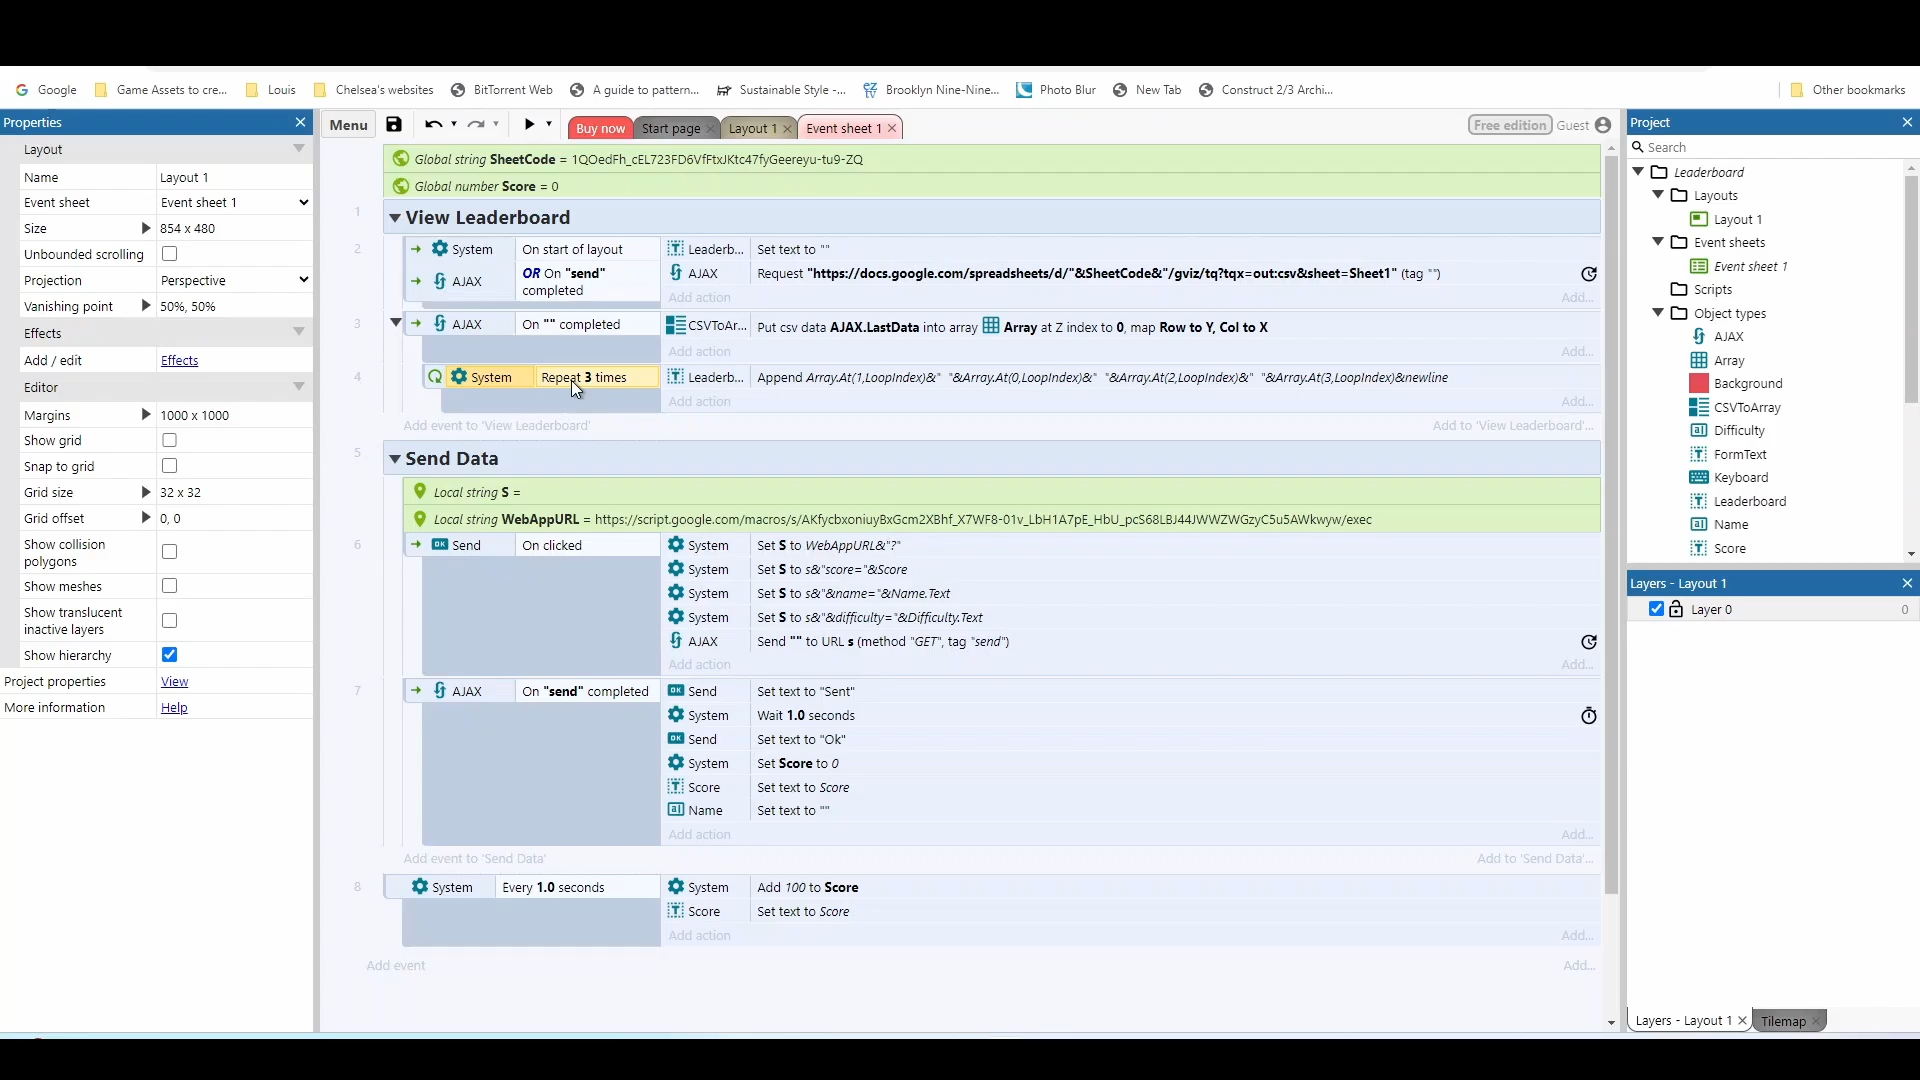 Google Game Assets to cre... Louis Chelsea's websites BitTorrent Web A guide to pattern... Sustainable Style -... Brooklyn Nine-Nine... Photo Blur New Tab Construct 2/3 Archi... Other bookmarks
Properties
Layout
Name Layout 1
Event sheet Event sheet 1
Size 854 x 480
Unbounded scrolling
Projection Perspective
Vanishing point 50%, 50%
Effects
Add / edit Effects
Editor
Margins 1000 x 1000
Show grid
Snap to grid
Grid size 32 x 32
Grid offset 0, 0
Show collision
polygons
Show meshes
Show translucent
inactive layers
Show hierarchy
Project properties View
More information Help
Menu Buy now Start page Layout 1 Event sheet 1 Free edition Guest
Global string SheetCode = 1QOedFh_cEL723FD6VfFtxJKtc47fyGeereyu-tu9-ZQ
Global number Score = 0
1 View Leaderboard
2 System On start of layout Leaderb... Set text to ""
AJAX OR On "send" completed AJAX Request "https://docs.google.com/spreadsheets/d/"&SheetCode&"/gviz/tq?tqx=out:csv&sheet=Sheet1" (tag "")
Add action Add...
3 AJAX On "" completed CSVToAr... Put csv data AJAX.LastData into array Array at Z index to 0, map Row to Y, Col to X
Add action Add...
4 System Repeat 3 times Leaderb... Append Array.At(1,LoopIndex)&" "&Array.At(0,LoopIndex)&" "&Array.At(2,LoopIndex)&" "&Array.At(3,LoopIndex)&newline
Add action Add...
Add event to 'View Leaderboard' Add to 'View Leaderboard'...
5 Send Data
Local string S =
Local string WebAppURL = https://script.google.com/macros/s/AKfycbxoniuyBxGcm2XBhf_X7WF8-01v_LbH1A7pE_HbU_pcS68LBJ44JWWZWGzyC5u5AWkwyw/exec
6 Send On clicked System Set S to WebAppURL&"?"
System Set S to s&"score="&Score
System Set S to s&"&name="&Name.Text
System Set S to s&"&difficulty="&Difficulty.Text
AJAX Send "" to URL s (method "GET", tag "send")
Add action Add...
7 AJAX On "send" completed Send Set text to "Sent"
System Wait 1.0 seconds
Send Set text to "Ok"
System Set Score to 0
Score Set text to Score
Name Set text to ""
Add action Add...
Add event to 'Send Data' Add to 'Send Data'...
8 System Every 1.0 seconds System Add 100 to Score
Score Set text to Score
Add action Add...
Add event Add...
Project
Search
Leaderboard
Layouts
Layout 1
Event sheets
Event sheet 1
Scripts
Object types
AJAX
Array
Background
CSVToArray
Difficulty
FormText
Keyboard
Leaderboard
Name
Score
Layers - Layout 1
Layer 0 0
Layers - Layout 1 Tilemap